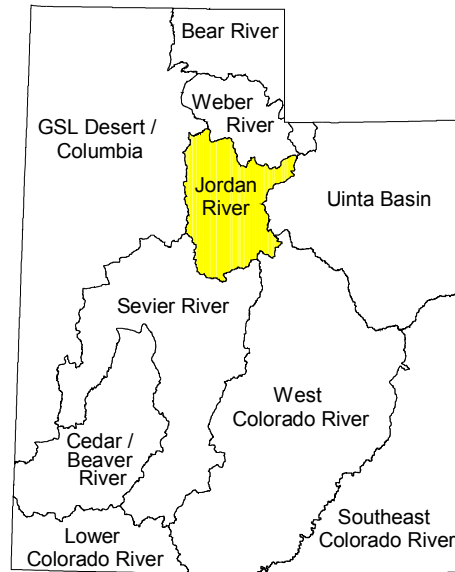 Bear River
Weber
River
GSL Desert /
Columbia
Jordan
River
Uinta Basin
Sevier River
West
Colorado River
Cedar /
Beaver
River
Lower
Colorado River
Southeast
Colorado River